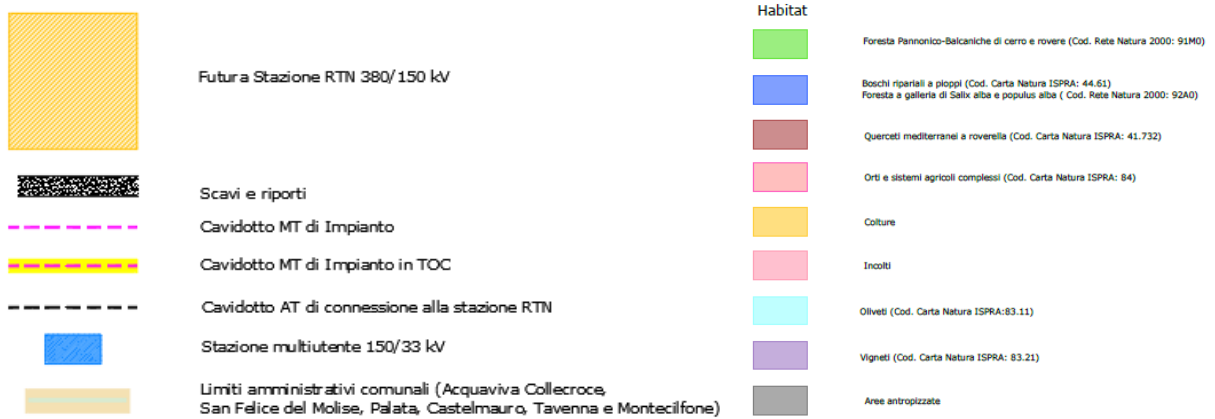 Futura Stazione RTN 380/150 kV
Scavi e riporti
Cavidotto MT di Impianto
Cavidotto MT di Impianto in TOC
Cavidotto AT di connessione alla stazione RTN
Stazione multiutente 150/33 kV
Limiti amministrativi comunali (Acquaviva Collecroce,
San Felice del Molise, Palata, Castelmauro, Tavenna e Montecilfone)
Habitat
Foresta Pannonico-Balcaniche di cerro e rovere (Cod. Rete Natura 2000: 91M0)
Boschi ripariali a pioppi (Cod. Carta Natura ISPRA: 44.61)
Foresta a galleria di Salix alba e populus alba ( Cod. Rete Natura 2000: 92A0)
Querceti mediterranei a roverella (Cod. Carta Natura ISPRA: 41.732)
Orti e sistemi agricoli complessi (Cod. Carta Natura ISPRA: 84)
Colture
Incolti
Oliveti (Cod. Carta Natura ISPRA:83.11)
Vigneti (Cod. Carta Natura ISPRA: 83.21)
Aree antropizzate